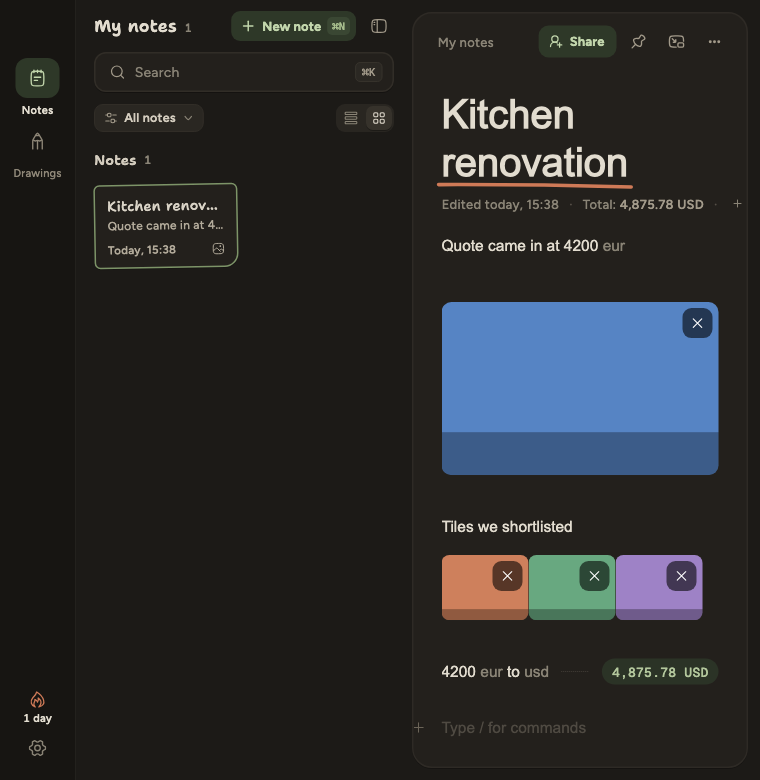 My notes 1
New note ⌘N
Search ⌘K
All notes
Notes
Drawings
Notes 1
Kitchen renov...
Quote came in at 4...
Today, 15:38
1 day
My notes
Share
Kitchen
renovation
Edited today, 15:38 · Total: 4,875.78 USD · +
Quote came in at 4200 eur
Tiles we shortlisted
4200 eur to usd 4,875.78 USD
+ Type / for commands